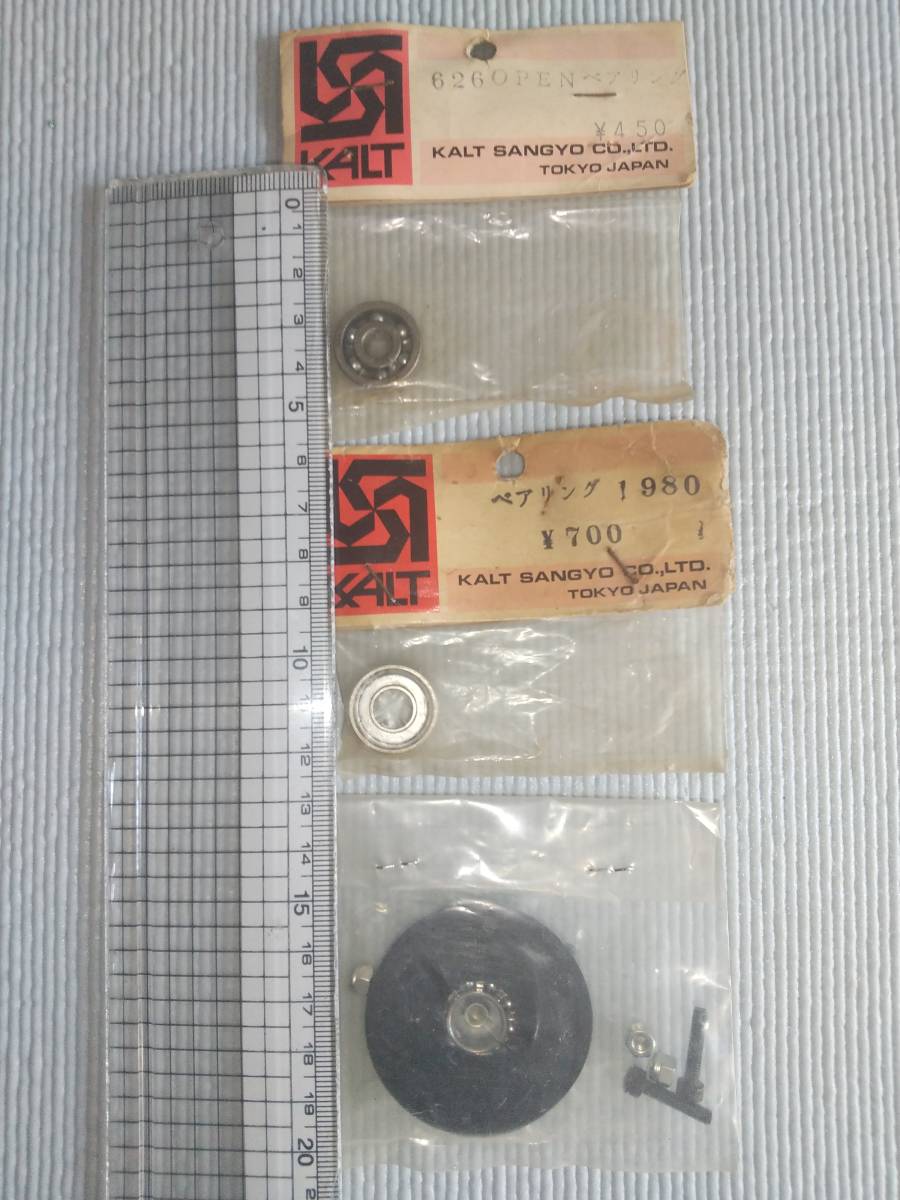 626OPENベアリング
¥450
KALT
KALT SANGYO CO.,LTD.
TOKYO JAPAN
ベアリング 1980
¥700
KALT
KALT SANGYO CO.,LTD.
TOKYO JAPAN
0
1
2
3
4
5
6
7
8
9
10
11
12
13
14
15
16
17
18
19
20